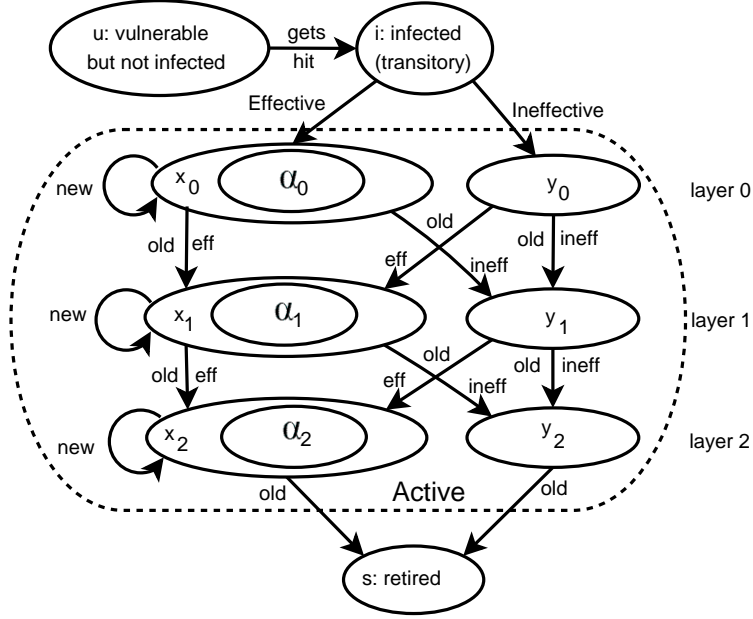 u: vulnerable
but not infected
gets
hit
i: infected
(transitory)
Effective
Ineffective
new
x0
α0
y0
layer 0
old eff
old
eff
ineff
old ineff
new
x1
α1
y1
layer 1
old eff
old
eff
ineff
old ineff
new
x2
α2
y2
layer 2
old
Active
old
s: retired